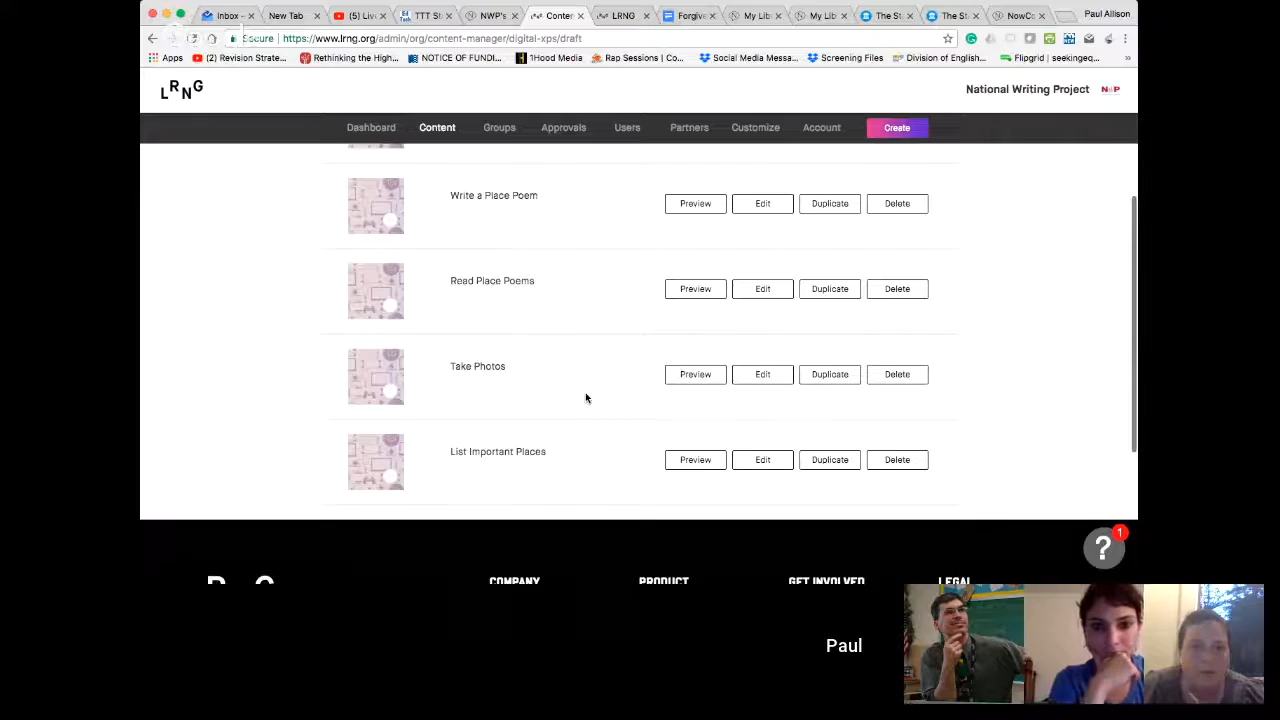 Inbox - New Tab (5) Liv TTT St NWP's Conten LRNG Forgive My Lib My Lib The St The St NowCo Paul Allison
Secure https://www.lrng.org/admin/org/content-manager/digital-xps/draft
Apps (2) Revision Strate... Rethinking the High... NOTICE OF FUNDI... 1Hood Media Rap Sessions | Co... Social Media Messa... Screening Files Division of English... Flipgrid | seekingeq... »
LRNG National Writing Project NWP
Dashboard Content Groups Approvals Users Partners Customize Account Create
Write a Place Poem Preview Edit Duplicate Delete
Read Place Poems Preview Edit Duplicate Delete
Take Photos Preview Edit Duplicate Delete
List Important Places Preview Edit Duplicate Delete
? 1
COMPANY PRODUCT GET INVOLVED LEGAL
Paul